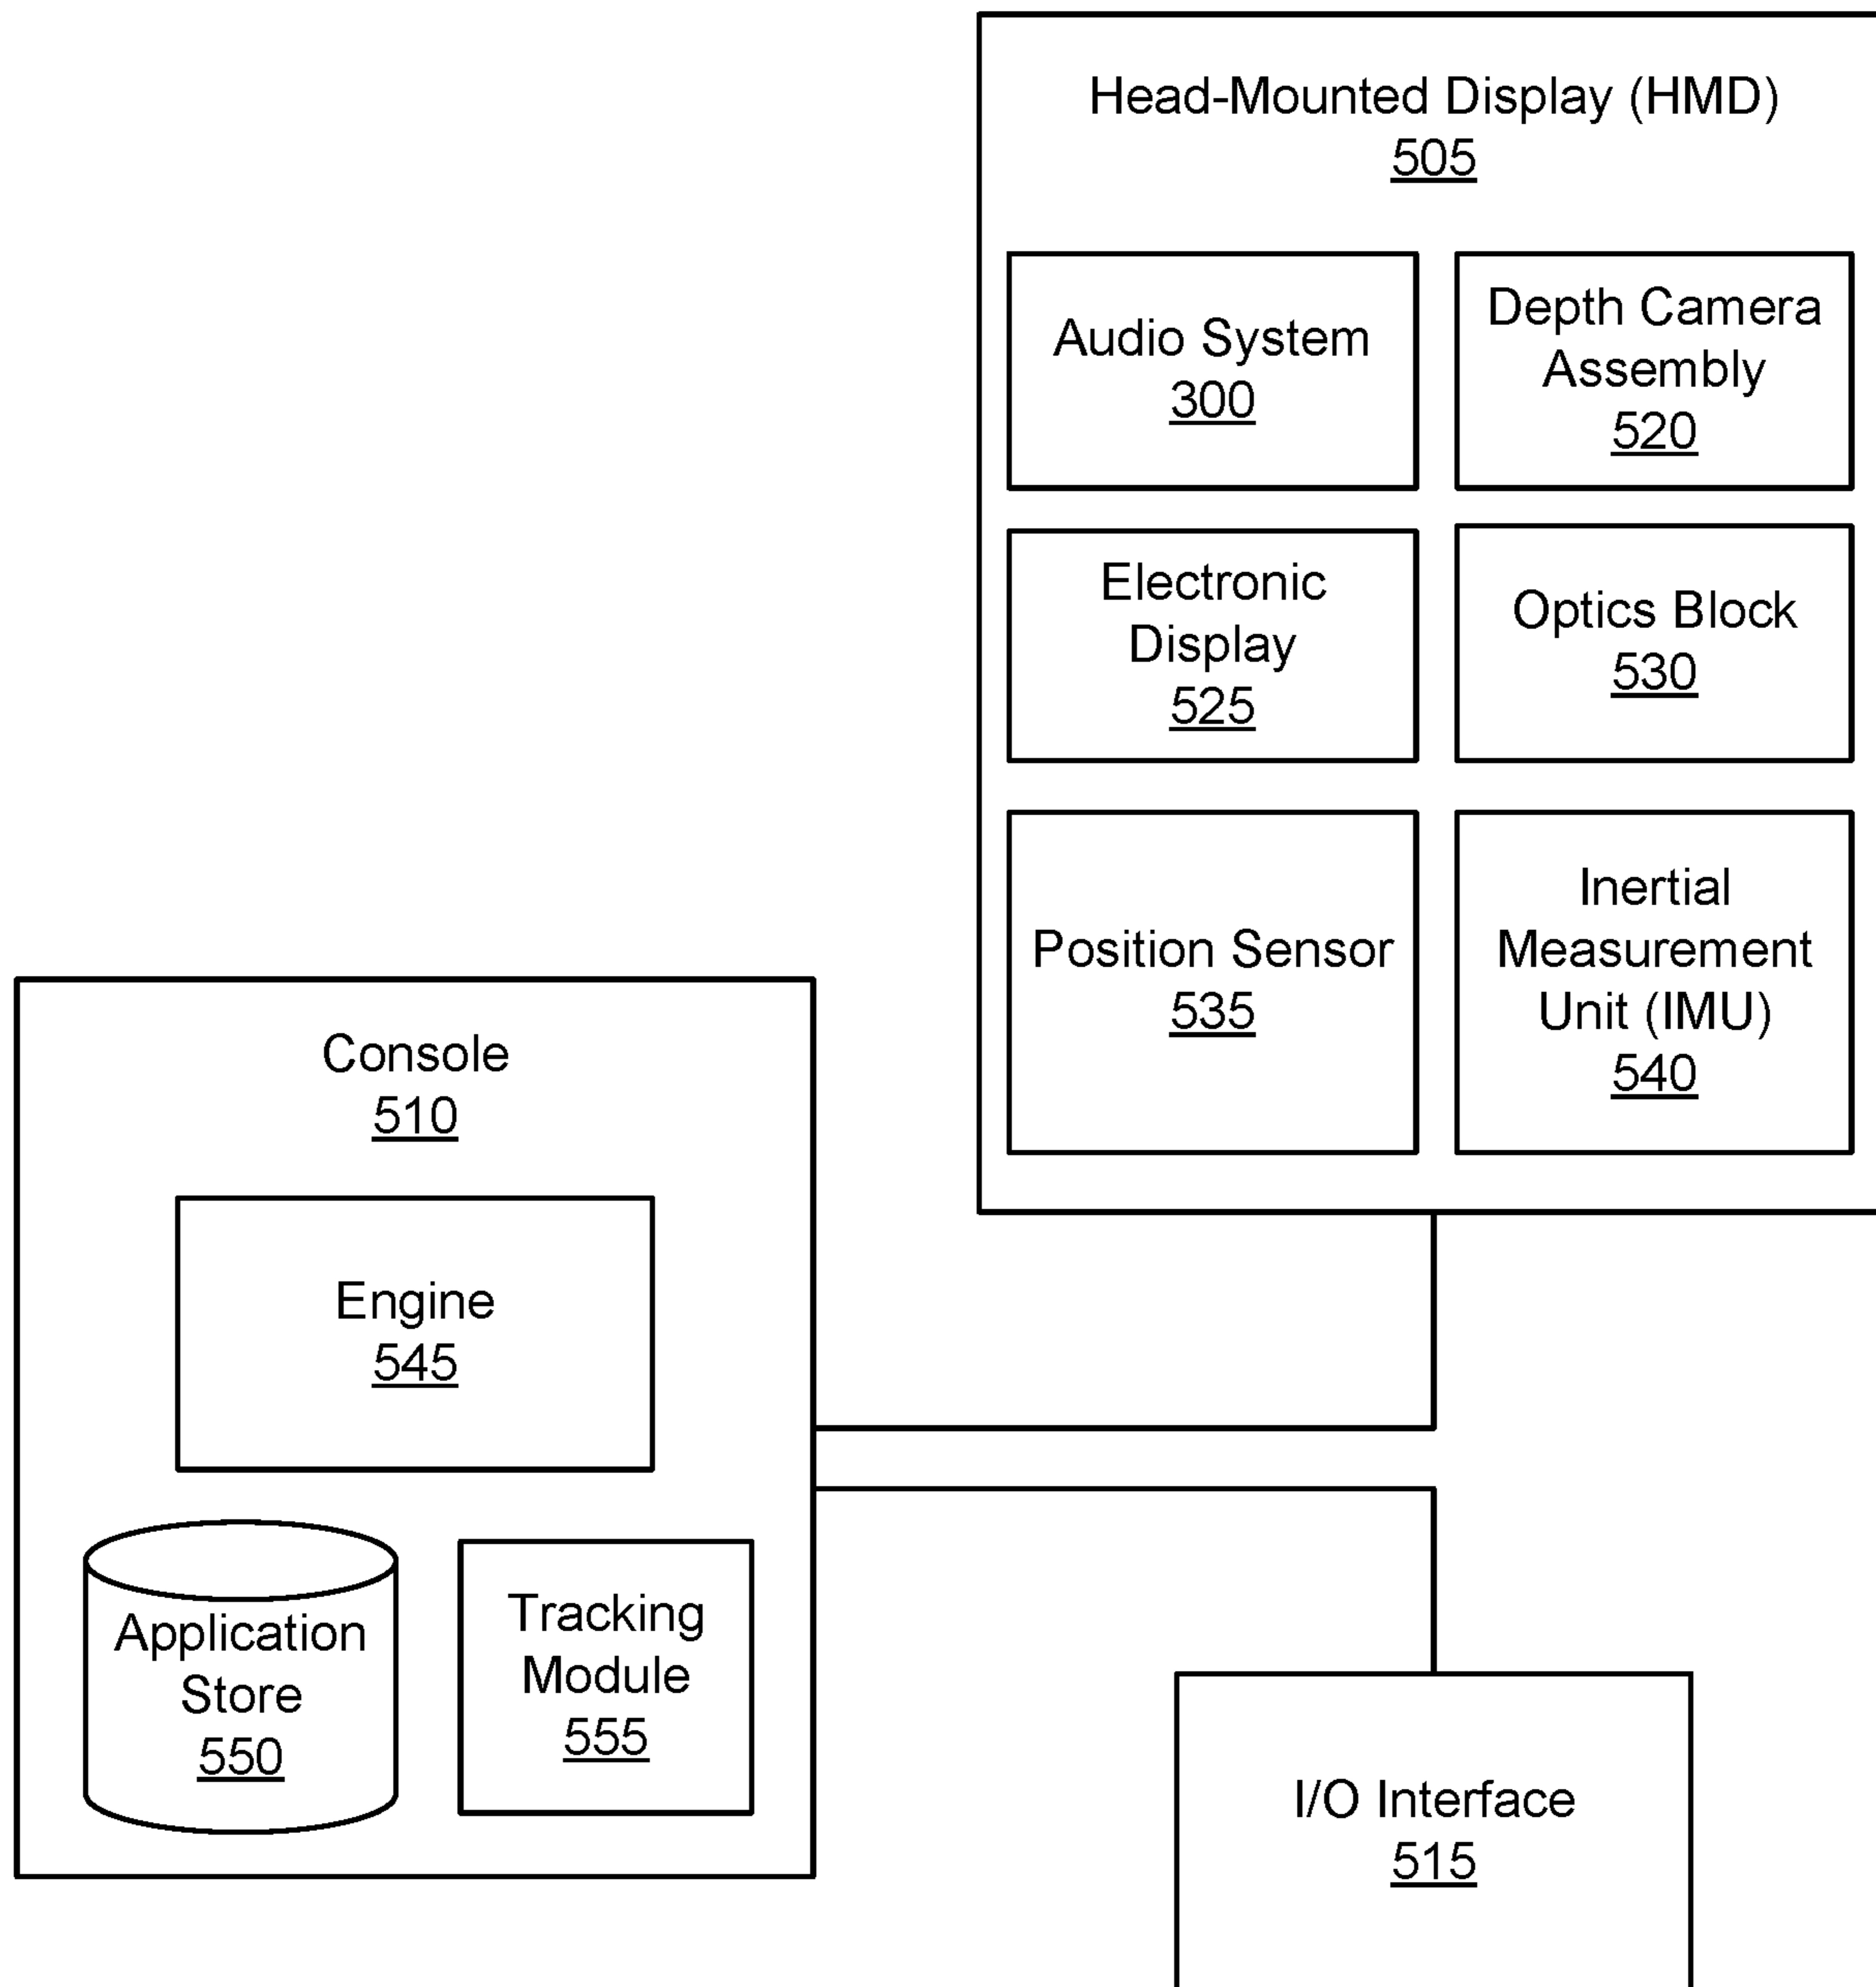 Head-Mounted Display (HMD)
505
Audio System
300
Depth Camera
Assembly
520
Electronic
Display
525
Optics Block
530
Position Sensor
535
Inertial
Measurement
Unit (IMU)
540
Console
510
Engine
545
Application
Store
550
Tracking
Module
555
I/O Interface
515